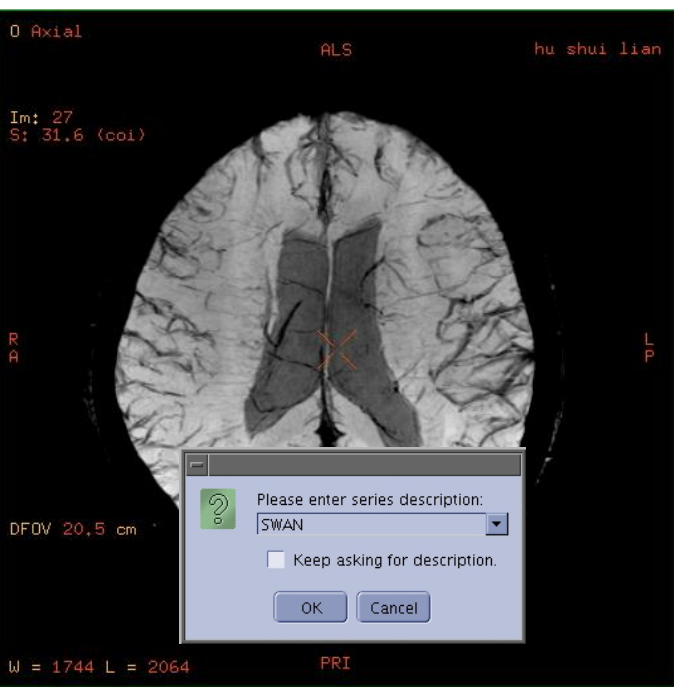 O Axial
ALS
hu shui lian
Im: 27
S: 31.6 (coi)
R
A
L
P
Please enter series description:
SWAN
Keep asking for description.
OK Cancel
DFOV 20.5 cm
W = 1744 L = 2064
PRI